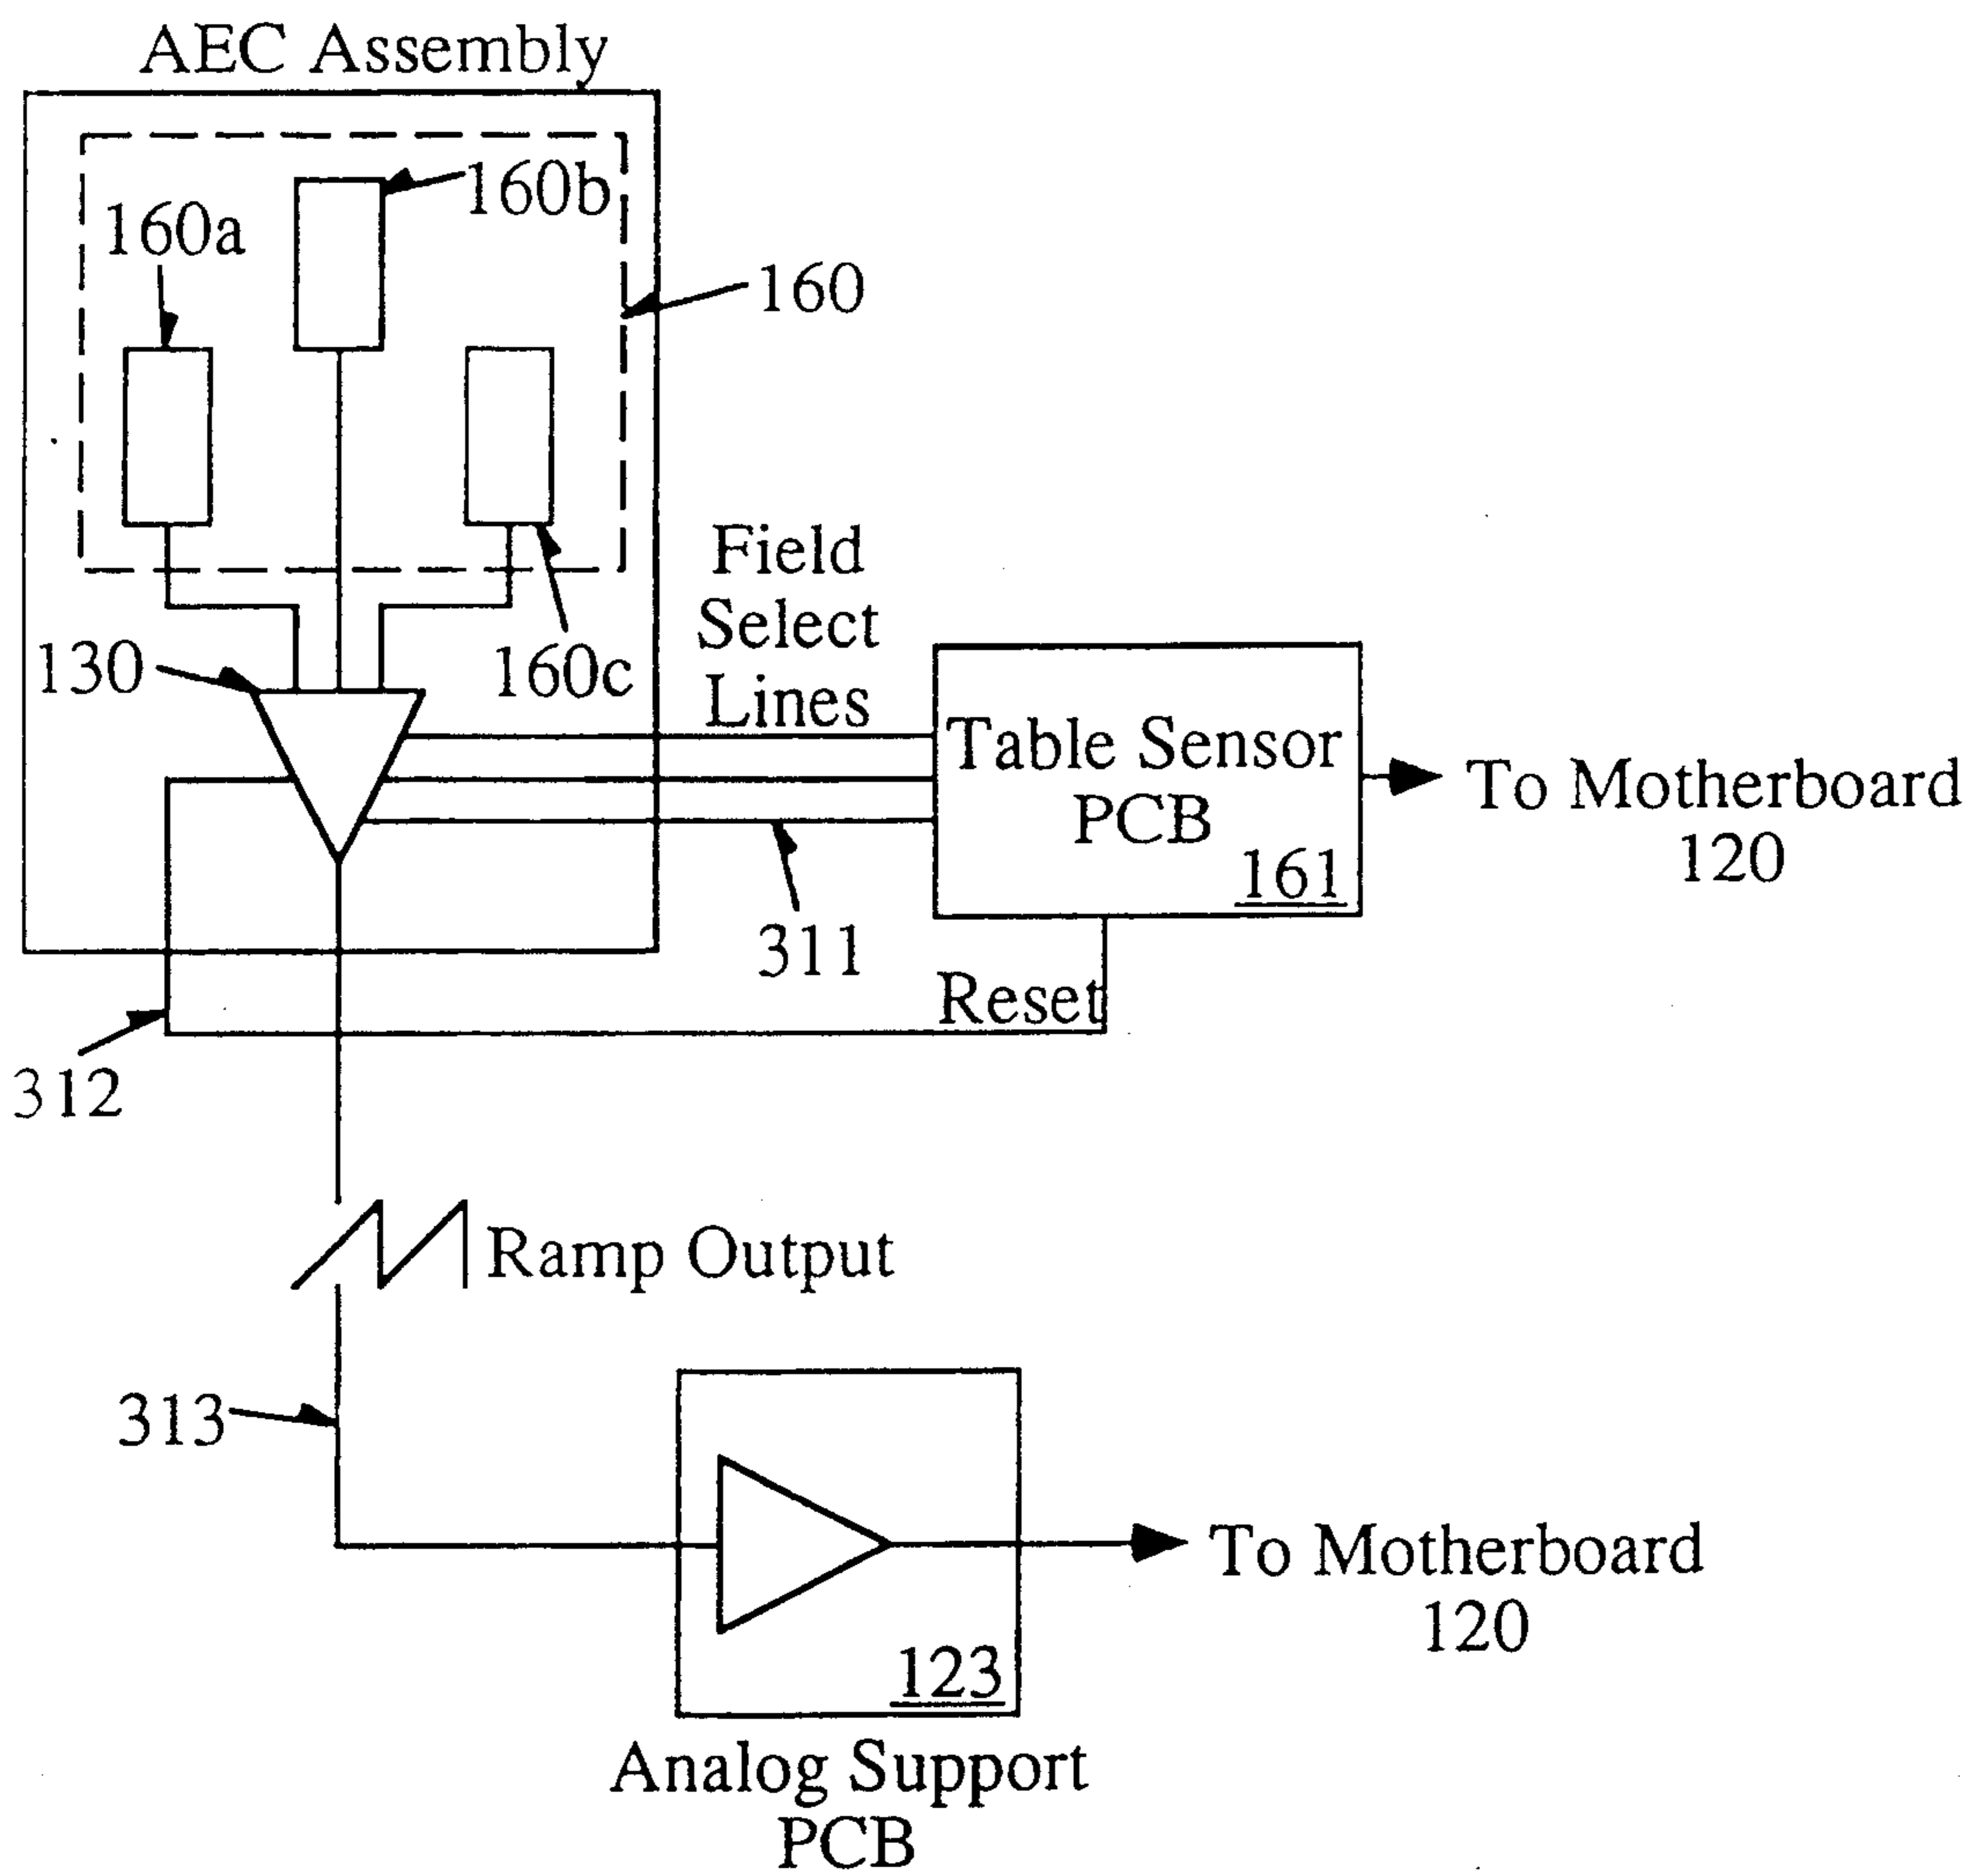 AEC Assembly
160b
160a
160
Field
Select
Lines
130
160c
Table Sensor
PCB
161
To Motherboard
120
311
Reset
312
Ramp Output
313
To Motherboard
120
123
Analog Support
PCB